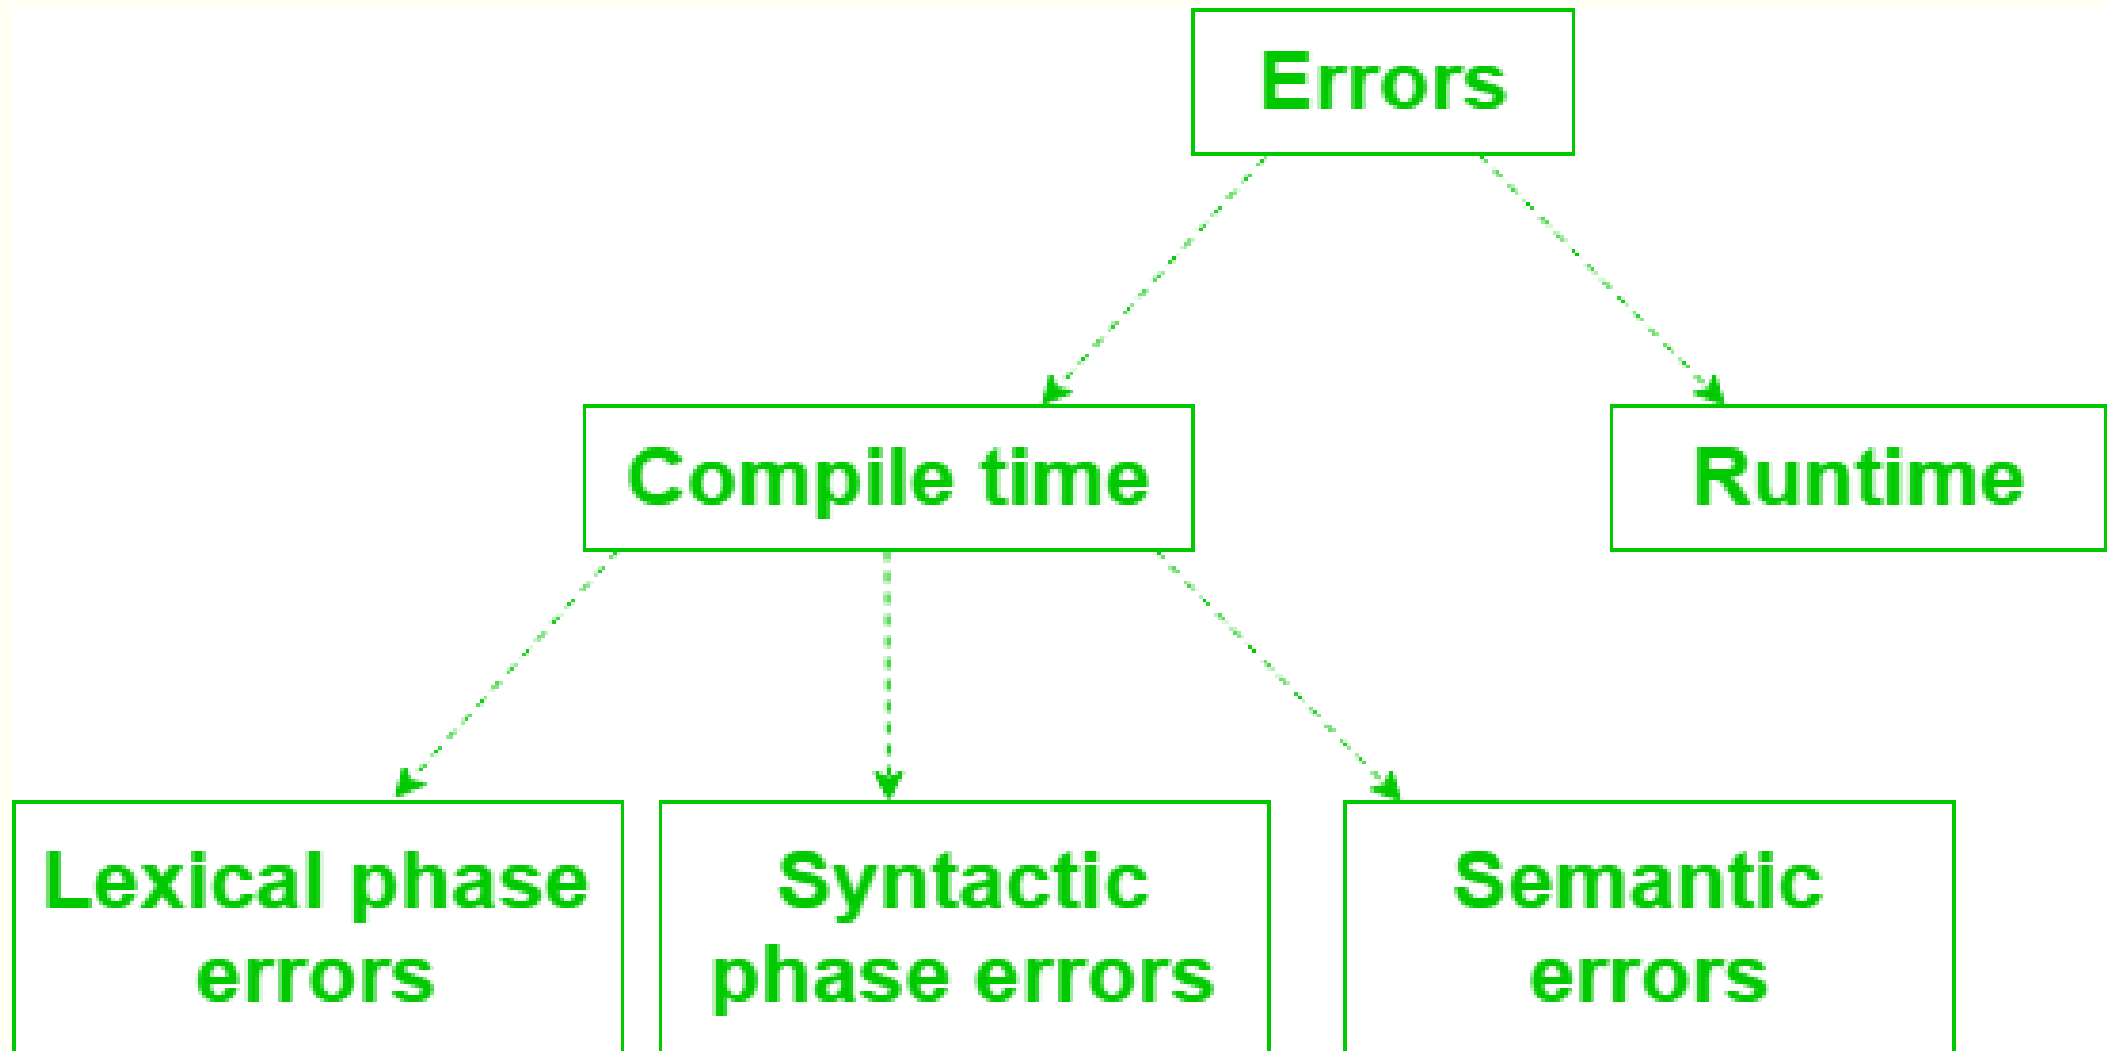 Errors
Compile time
Runtime
Lexical phase
errors
Syntactic
phase errors
Semantic
errors